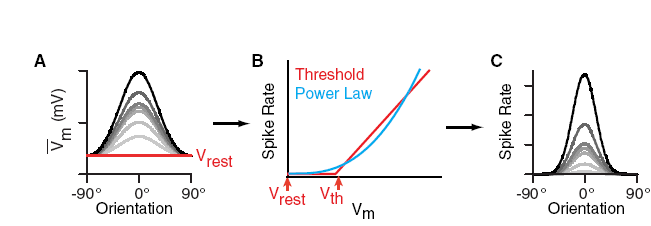 A
V̅m (mV)
Vrest
-90° 0° 90°
Orientation
B
Threshold
Power Law
Spike Rate
Vrest Vth
Vm
C
Spike Rate
-90° 0° 90°
Orientation